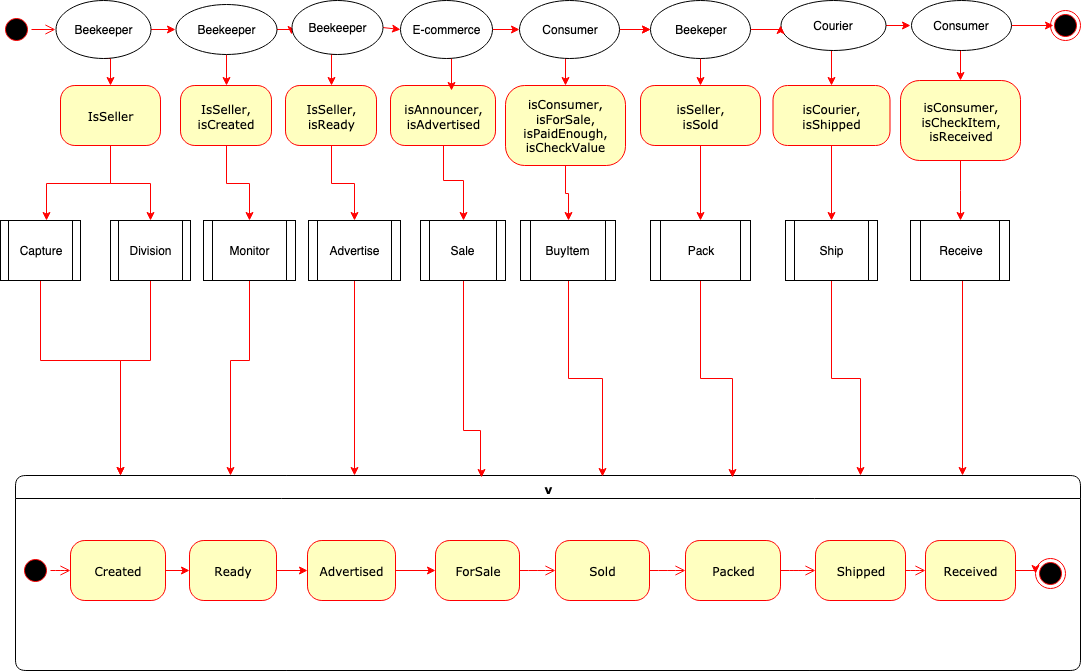 Beekeeper
Beekeeper
Beekeeper
E-commerce
Consumer
Beekeper
Courier
Consumer
IsSeller
IsSeller,
isCreated
IsSeller,
isReady
isAnnouncer,
isAdvertised
isConsumer,
isForSale,
isPaidEnough,
isCheckValue
isSeller,
isSold
isCourier,
isShipped
isConsumer,
isCheckItem,
isReceived
Capture
Division
Monitor
Advertise
Sale
BuyItem
Pack
Ship
Receive
v
Created
Ready
Advertised
ForSale
Sold
Packed
Shipped
Received